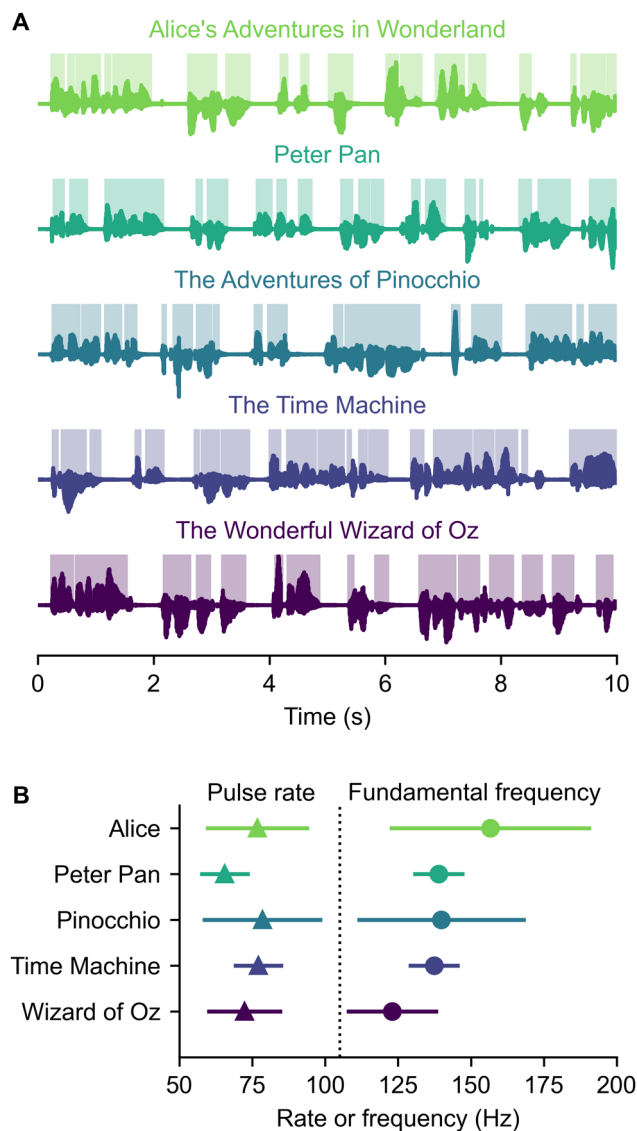 A
Alice's Adventures in Wonderland
Peter Pan
The Adventures of Pinocchio
The Time Machine
The Wonderful Wizard of Oz
0 2 4 6 8 10
Time (s)
B
Pulse rate Fundamental frequency
Alice
Peter Pan
Pinocchio
Time Machine
Wizard of Oz
50 75 100 125 150 175 200
Rate or frequency (Hz)